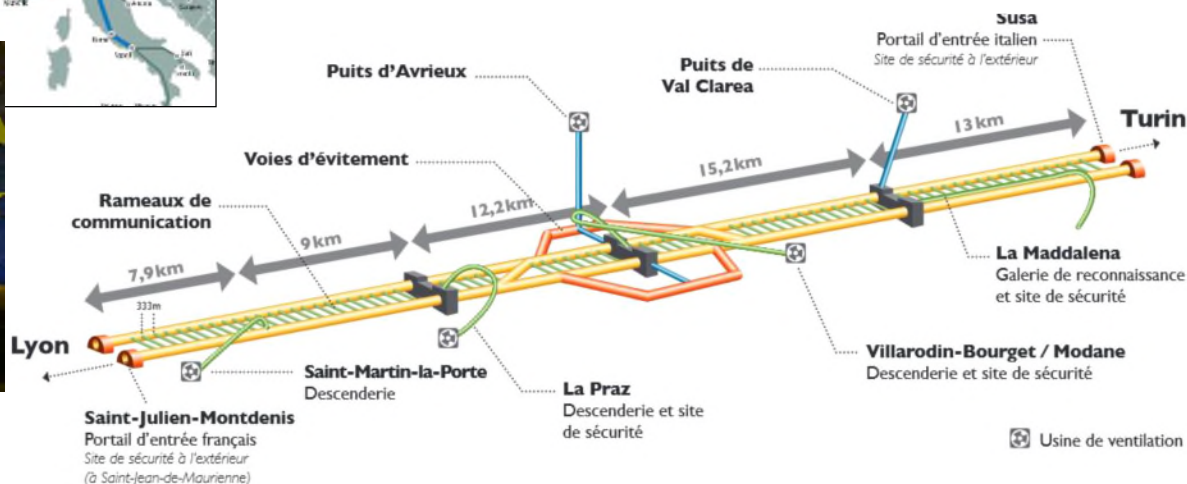 Susa
Portail d'entrée italien
Site de sécurité à l'extérieur
Puits d'Avrieux
Puits de
Val Clarea
13 km
Turin
Voies d'évitement
15,2km
Rameaux de
communication
12,2km
9km
7,9km
333m
La Maddalena
Galerie de reconnaissance
et site de sécurité
Lyon
Villarodin-Bourget / Modane
Descenderie et site de sécurité
Saint-Martin-la-Porte
Descenderie
La Praz
Descenderie et site
de sécurité
Saint-Julien-Montdenis
Portail d'entrée français
Site de sécurité à l'extérieur
(à Saint-Jean-de-Maurienne)
Usine de ventilation